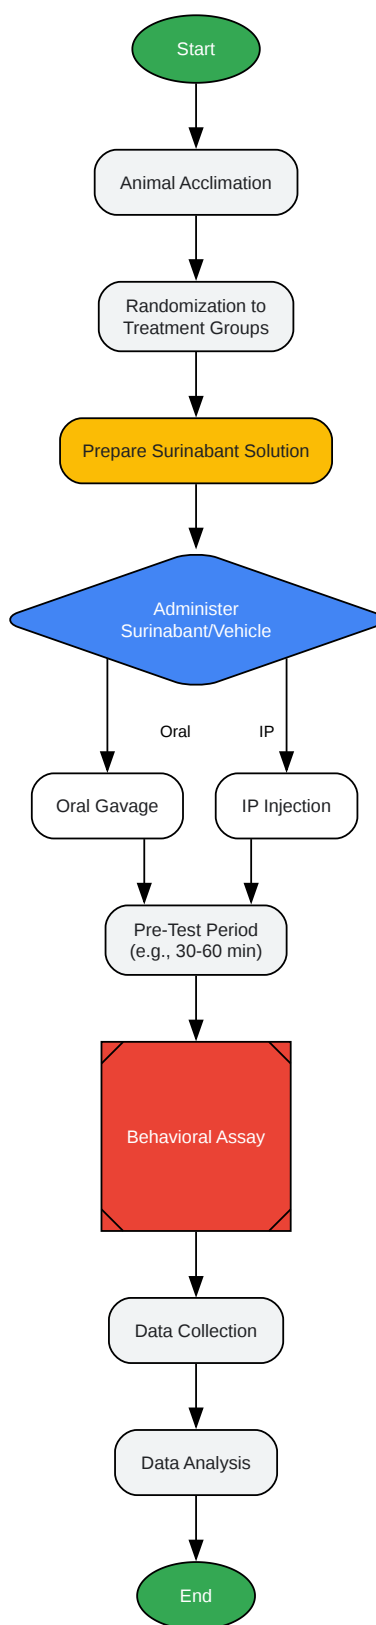 Start
Animal Acclimation
Randomization to
Treatment Groups
Prepare Surinabant Solution
Administer
Surinabant/Vehicle
Oral
IP
Oral Gavage
IP Injection
Pre-Test Period
(e.g., 30-60 min)
Behavioral Assay
Data Collection
Data Analysis
End